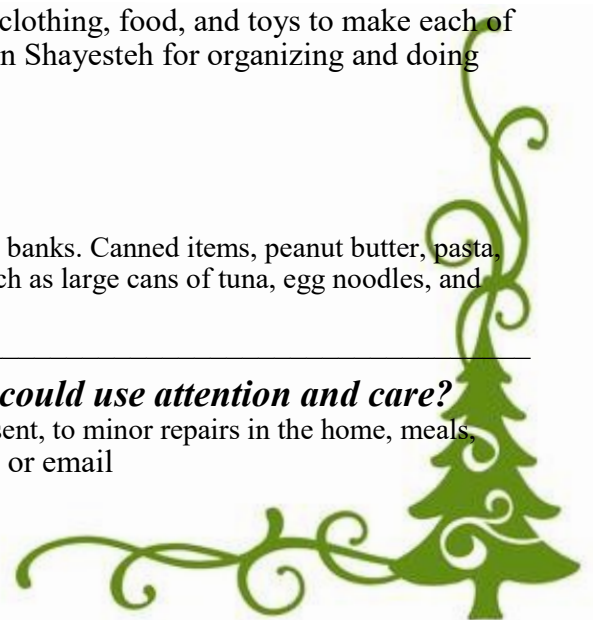 clothing, food, and toys to make each of
n Shayesteh for organizing and doing
banks. Canned items, peanut butter, pasta,
ch as large cans of tuna, egg noodles, and
could use attention and care?
sent, to minor repairs in the home, meals,
or email